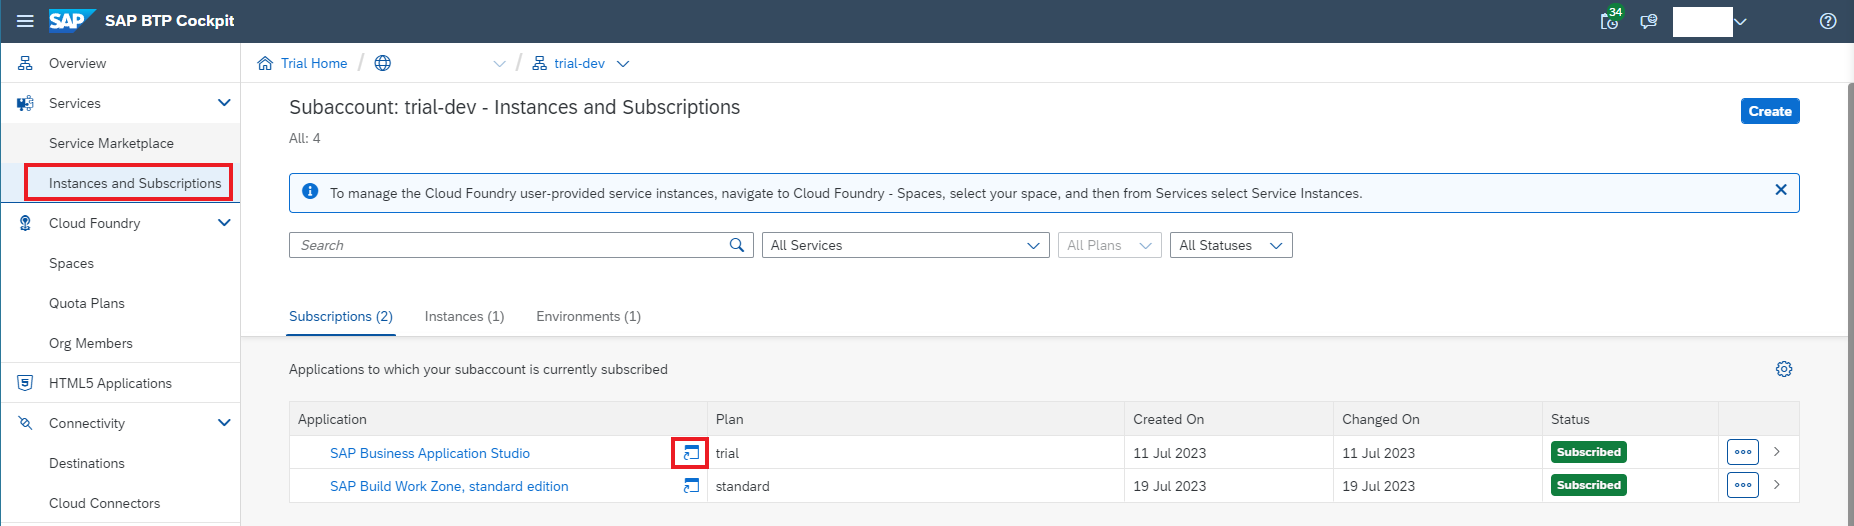 SAP SAP BTP Cockpit 34
Overview
Services
Service Marketplace
Instances and Subscriptions
Cloud Foundry
Spaces
Quota Plans
Org Members
HTML5 Applications
Connectivity
Destinations
Cloud Connectors
Trial Home / / trial-dev
Subaccount: trial-dev - Instances and Subscriptions
Create
All: 4
To manage the Cloud Foundry user-provided service instances, navigate to Cloud Foundry - Spaces, select your space, and then from Services select Service Instances.
Search All Services All Plans All Statuses
Subscriptions (2) Instances (1) Environments (1)
Applications to which your subaccount is currently subscribed
Application Plan Created On Changed On Status
SAP Business Application Studio trial 11 Jul 2023 11 Jul 2023 Subscribed
SAP Build Work Zone, standard edition standard 19 Jul 2023 19 Jul 2023 Subscribed